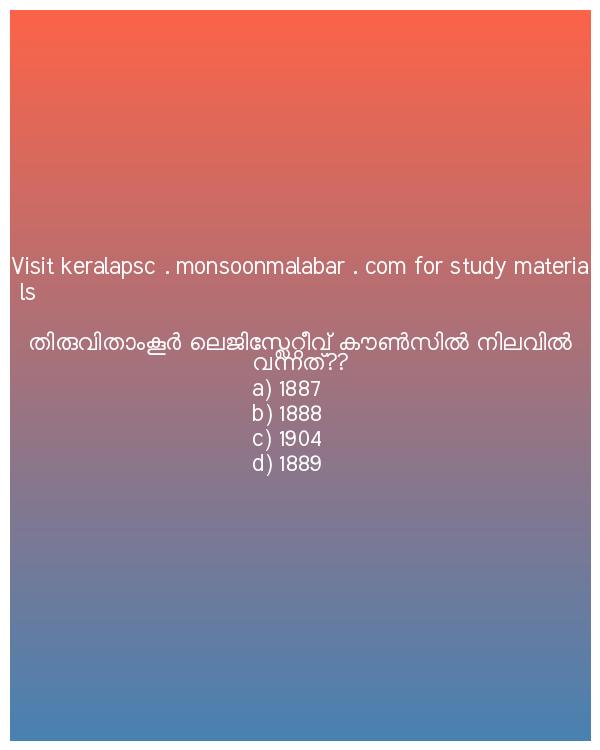 Visit keralapsc . monsoonmalabar . com for study materia
ls
തിരുവിതാംകൂർ ലെജിസ്ലേറ്റീവ് കൗൺസിൽ നിലവിൽ
വന്നത്??
a) 1887
b) 1888
c) 1904
d) 1889